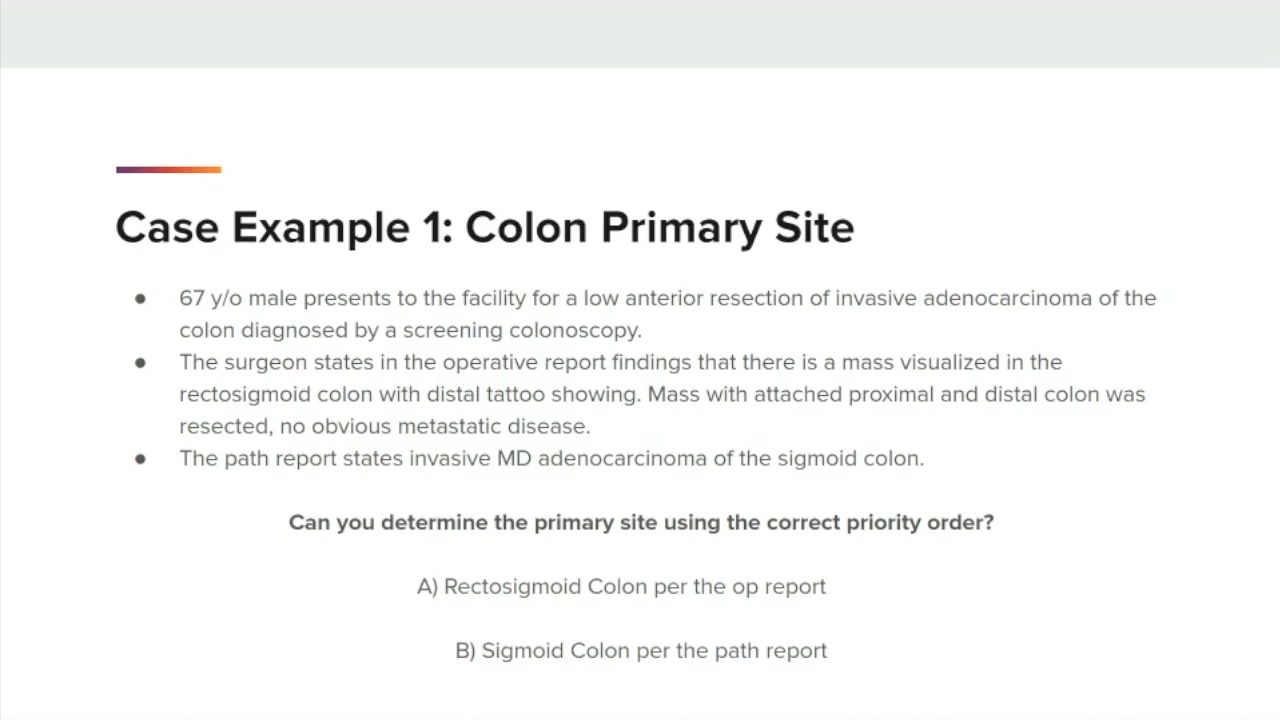 Case Example 1: Colon Primary Site
● 67 y/o male presents to the facility for a low anterior resection of invasive adenocarcinoma of the
colon diagnosed by a screening colonoscopy.
● The surgeon states in the operative report findings that there is a mass visualized in the
rectosigmoid colon with distal tattoo showing. Mass with attached proximal and distal colon was
resected, no obvious metastatic disease.
● The path report states invasive MD adenocarcinoma of the sigmoid colon.
Can you determine the primary site using the correct priority order?
A) Rectosigmoid Colon per the op report
B) Sigmoid Colon per the path report